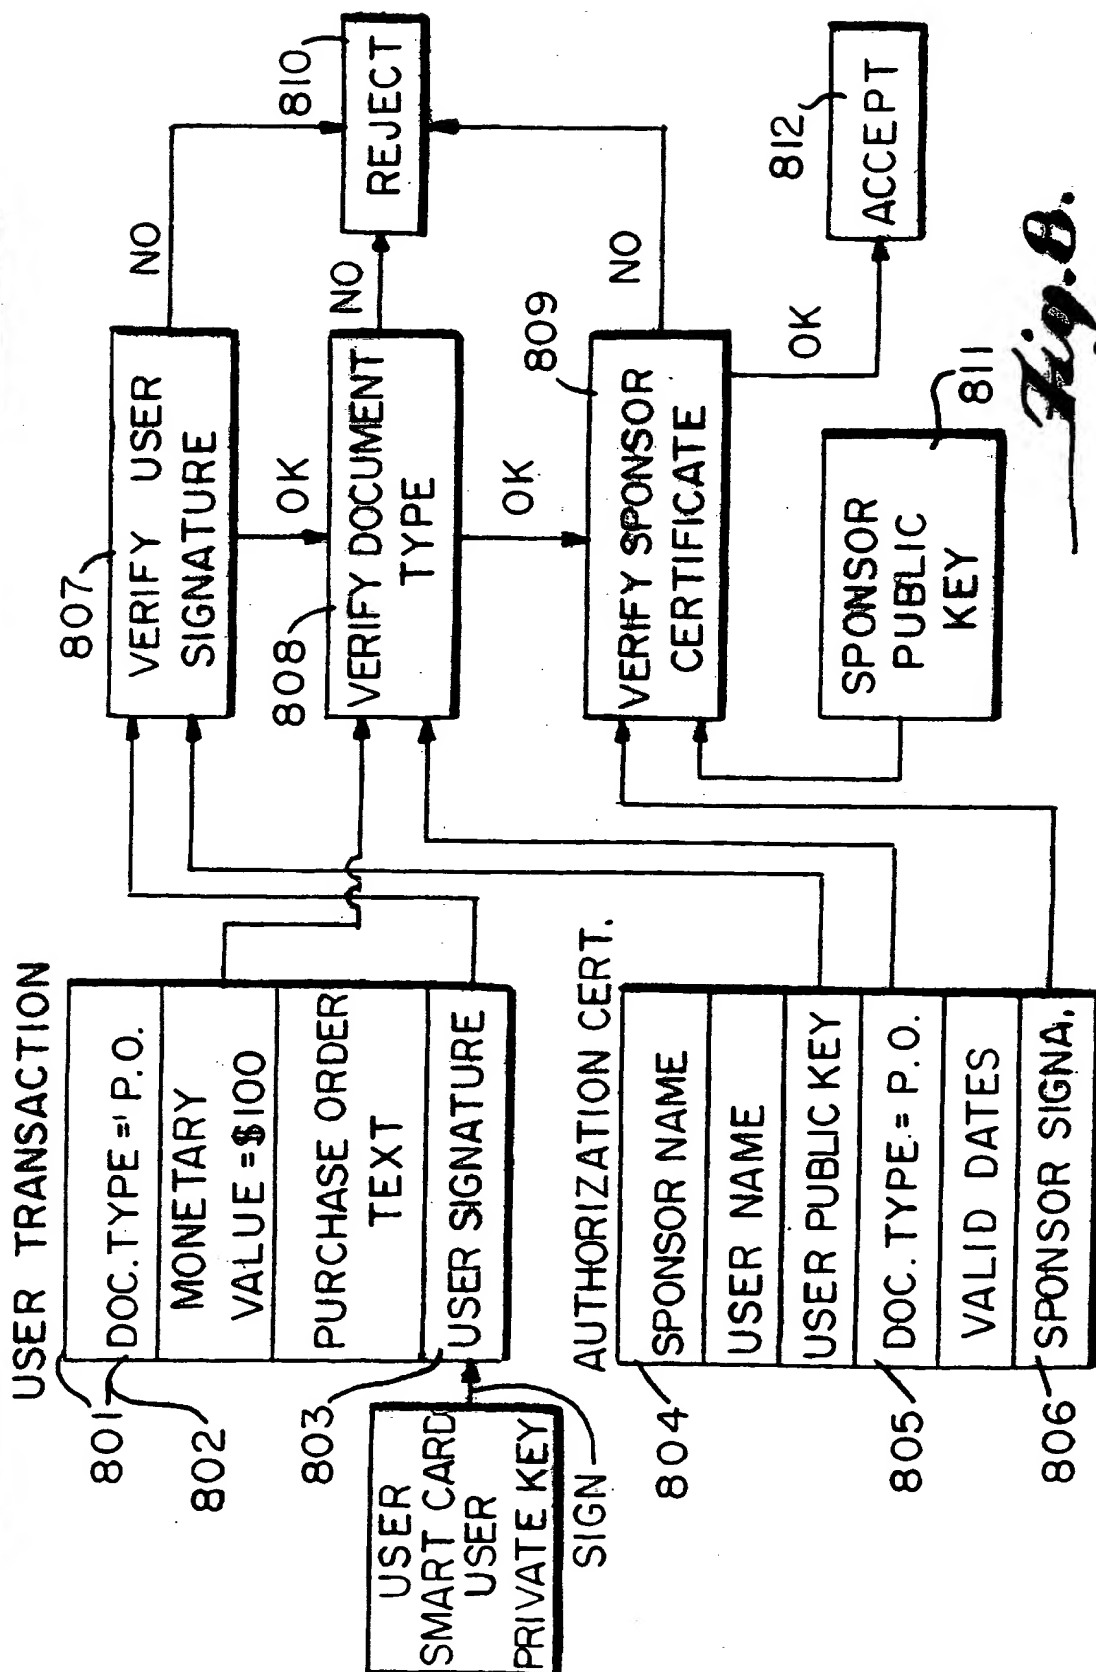 USER TRANSACTION
801
DOC. TYPE = P.O.
802
MONETARY
VALUE = $100
PURCHASE ORDER
TEXT
803
USER SIGNATURE
USER
SMART CARD
USER
PRIVATE KEY
SIGN
AUTHORIZATION CERT.
804
SPONSOR NAME
USER NAME
USER PUBLIC KEY
805
DOC. TYPE = P.O.
VALID DATES
806
SPONSOR SIGNA.
807
VERIFY USER
SIGNATURE
NO
OK
808
VERIFY DOCUMENT
TYPE
NO
OK
809
VERIFY SPONSOR
CERTIFICATE
NO
OK
810
REJECT
811
SPONSOR
PUBLIC
KEY
812
ACCEPT
Fig. 8.